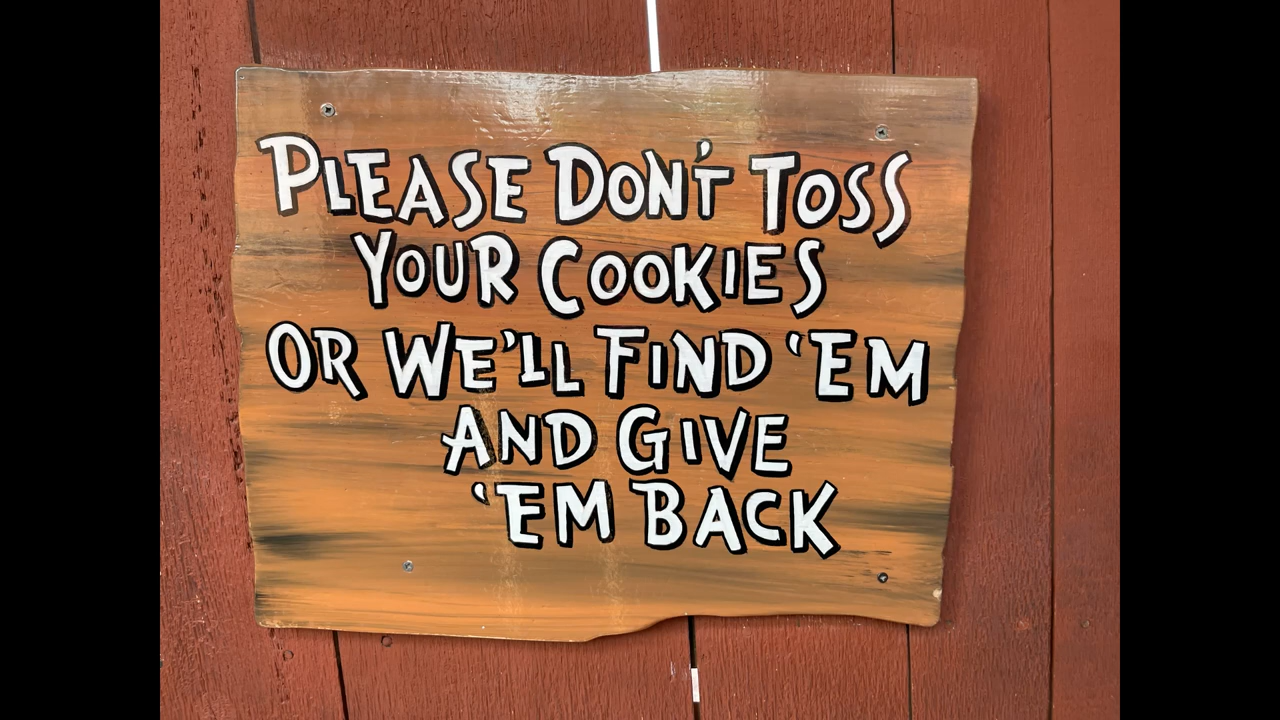 PLEASE DON'T TOSS
YOUR COOKIES
OR WE'LL FIND 'EM
AND GIVE
'EM BACK